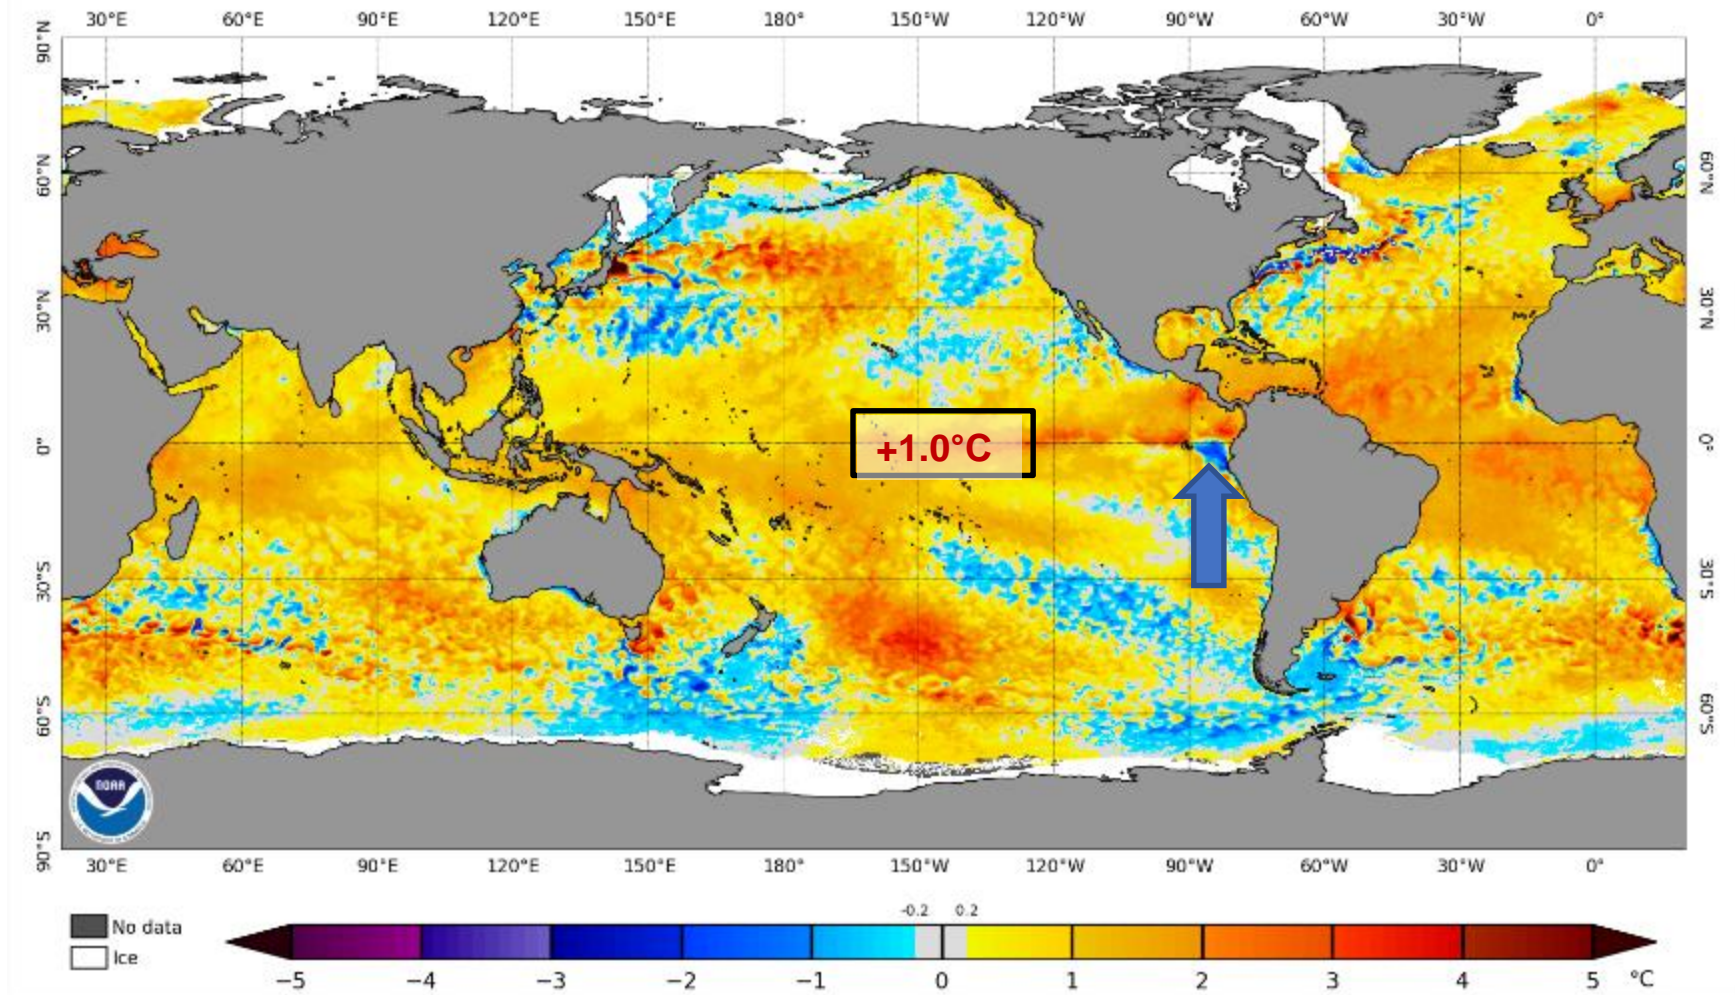 30°E 60°E 90°E 120°E 150°E 180° 150°W 120°W 90°W 60°W 30°W 0°
90°N
60°N 60°N
30°N 30°N
0° +1.0°C 0°
30°S 30°S
60°S 60°S
NOAA
90°S
30°E 60°E 90°E 120°E 150°E 180° 150°W 120°W 90°W 60°W 30°W 0°
-0.2 0.2
No data
Ice
−5 −4 −3 −2 −1 0 1 2 3 4 5 °C